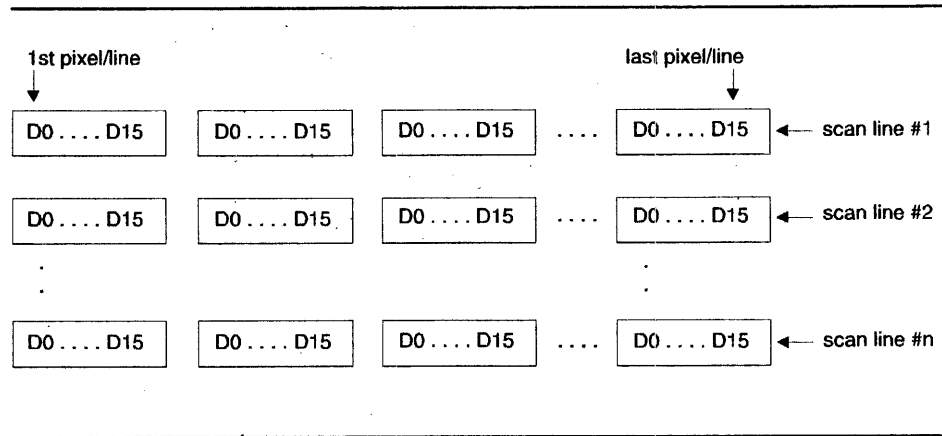 1st pixel/line last pixel/line
D0 . . . . D15 D0 . . . . D15 D0 . . . . D15 . . . . D0 . . . . D15 scan line #1
D0 . . . . D15 D0 . . . . D15 D0 . . . . D15 . . . . D0 . . . . D15 scan line #2
D0 . . . . D15 D0 . . . . D15 D0 . . . . D15 . . . . D0 . . . . D15 scan line #n